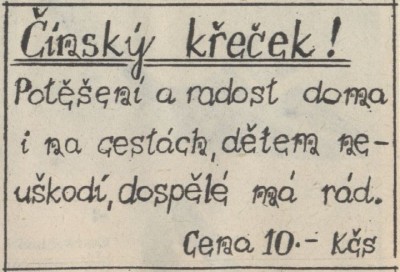 Čínský křeček!
Potěšení a radost doma
i na cestách, dětem ne-
uškodí, dospělé má rád.
Cena 10.- Kčs